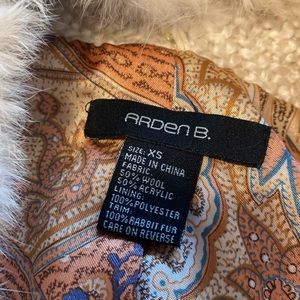 ARDEN B.
SIZE: XS
MADE IN CHINA
FABRIC:
50% WOOL
50% ACRYLIC
LINING:
100% POLYESTER
TRIM:
100% RABBIT FUR
CARE ON REVERSE